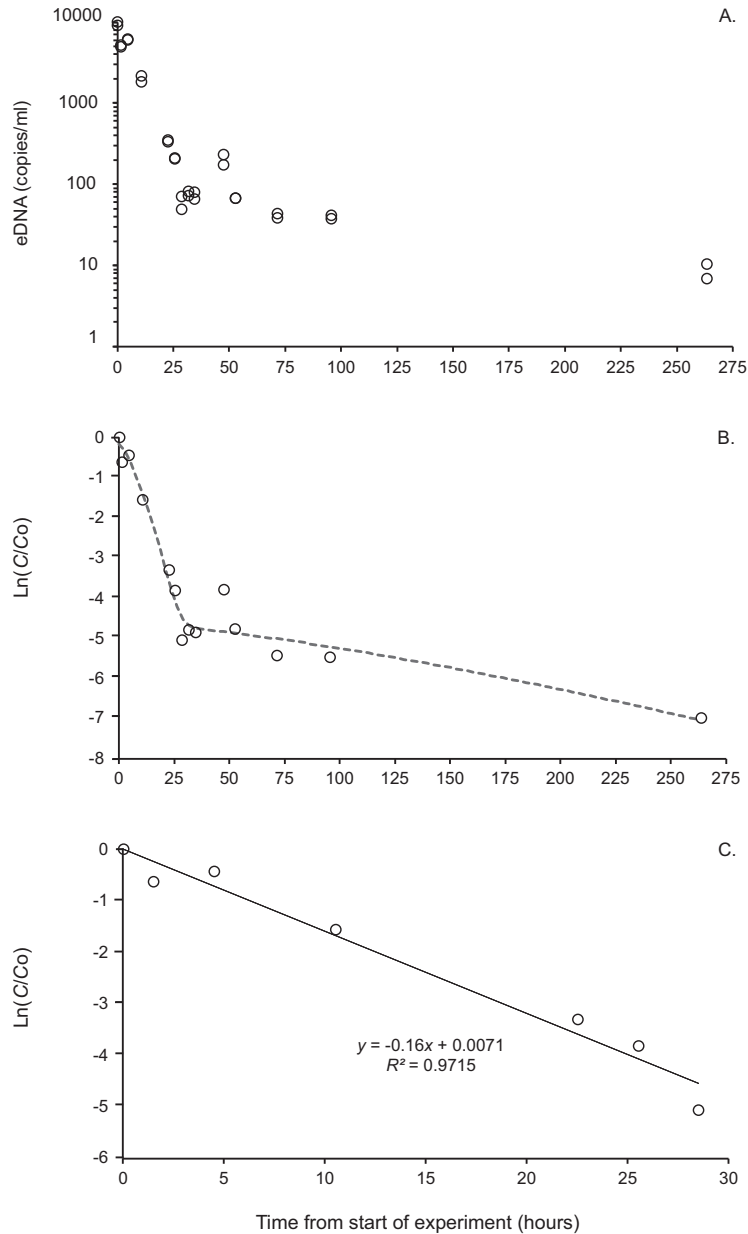 A.
10000
1000
100
10
1
eDNA (copies/ml)
0 25 50 75 100 125 150 175 200 225 250 275
B.
0
-1
-2
-3
-4
-5
-6
-7
-8
Ln(C/Co)
0 25 50 75 100 125 150 175 200 225 250 275
C.
0
-1
-2
-3
-4
-5
-6
Ln(C/Co)
y = -0.16x + 0.0071
R² = 0.9715
0 5 10 15 20 25 30
Time from start of experiment (hours)